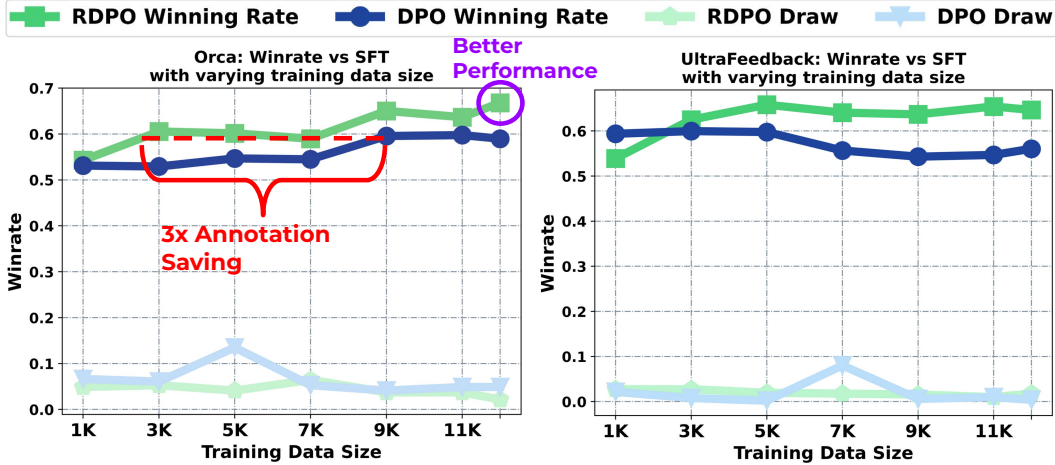 RDPO Winning Rate DPO Winning Rate RDPO Draw DPO Draw
Orca: Winrate vs SFT
with varying training data size
Better
Performance
0.7
0.6
0.5
0.4
0.3
0.2
0.1
0.0
Winrate
3x Annotation
Saving
1K 3K 5K 7K 9K 11K
Training Data Size
UltraFeedback: Winrate vs SFT
with varying training data size
0.6
0.5
0.4
0.3
0.2
0.1
0.0
Winrate
1K 3K 5K 7K 9K 11K
Training Data Size